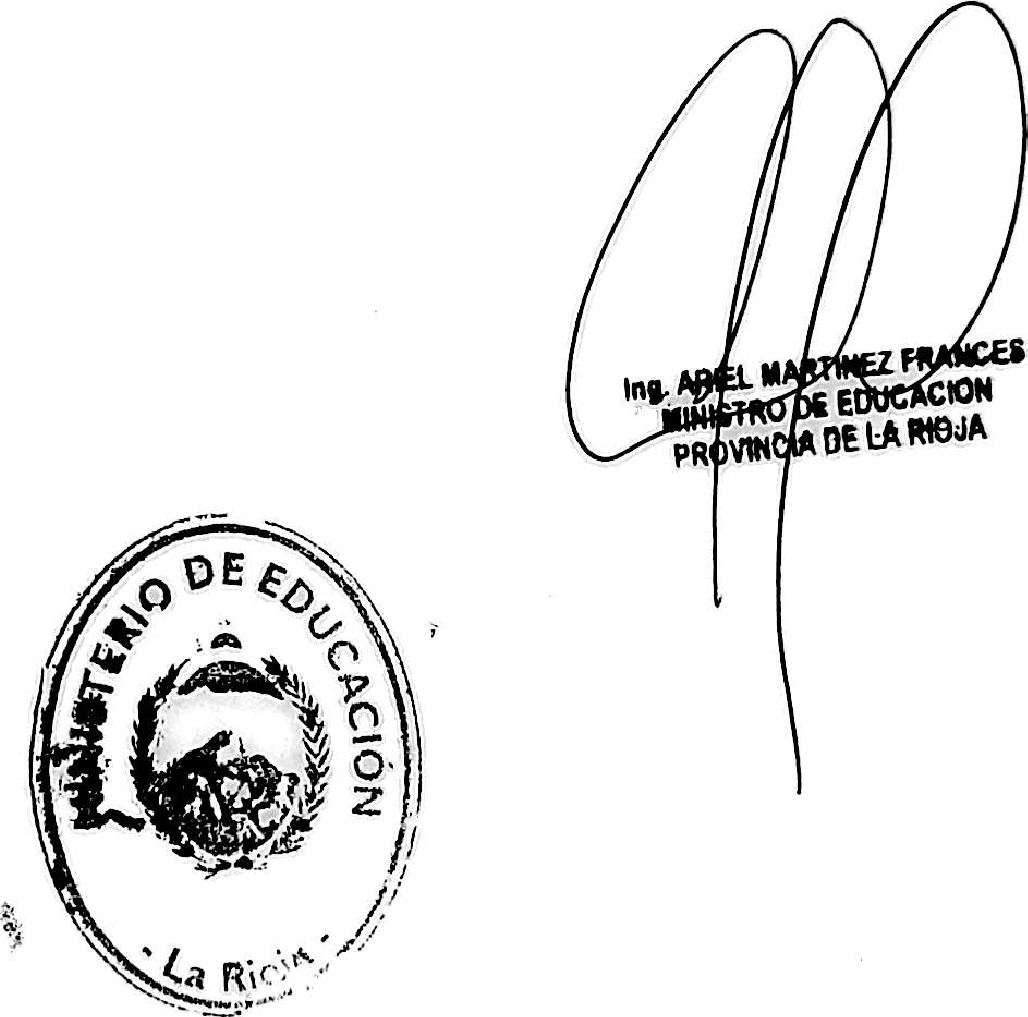 Ing. ARIEL MARTINEZ FRANCES
MINISTRO DE EDUCACION
PROVINCIA DE LA RIOJA
MINISTERIO DE EDUCACIÓN
- La Rioja -